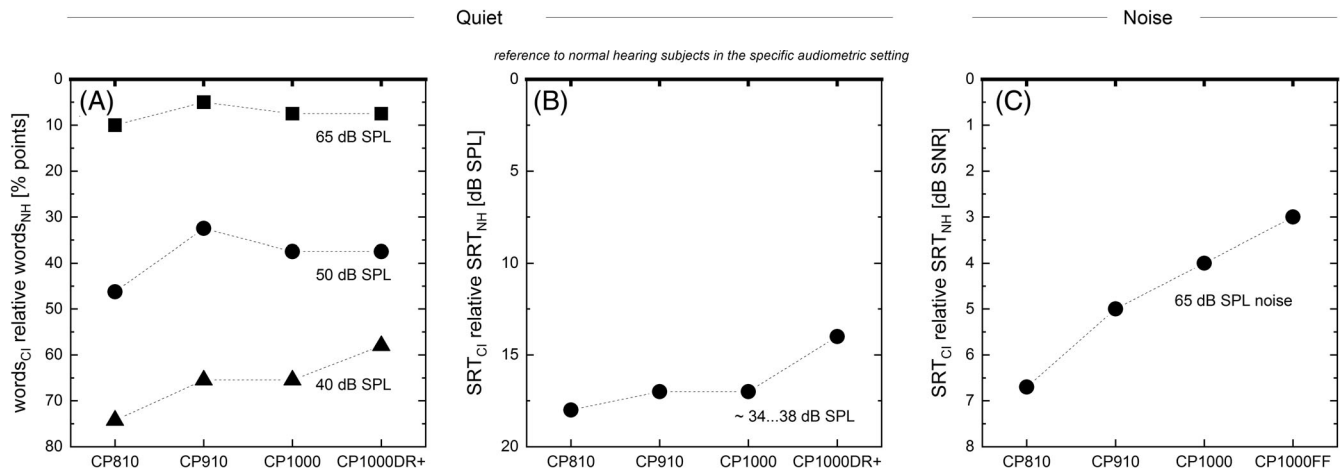 Quiet
Noise
reference to normal hearing subjects in the specific audiometric setting
(A)
words_CI relative words_NH [% points]
0
10
20
30
40
50
60
70
80
65 dB SPL
50 dB SPL
40 dB SPL
CP810 CP910 CP1000 CP1000DR+
(B)
SRT_CI relative SRT_NH [dB SPL]
0
5
10
15
20
~ 34...38 dB SPL
CP810 CP910 CP1000 CP1000DR+
(C)
SRT_CI relative SRT_NH [dB SNR]
0
1
2
3
4
5
6
7
8
65 dB SPL noise
CP810 CP910 CP1000 CP1000FF